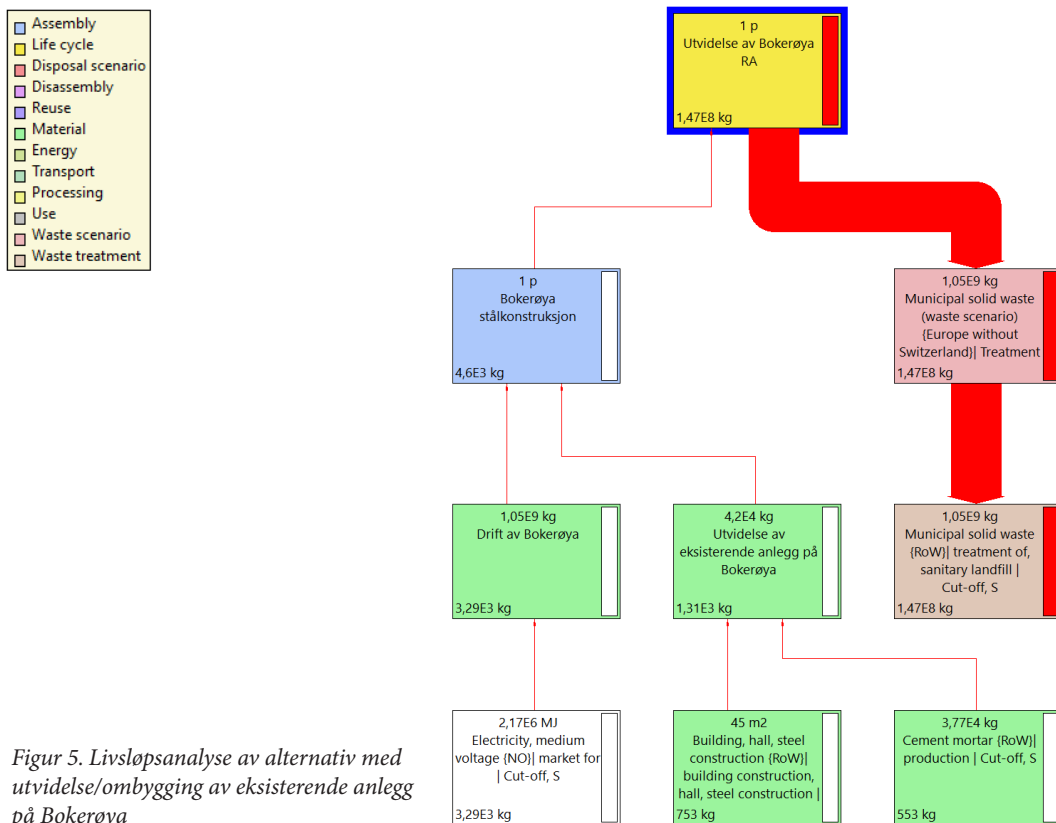 Assembly
Life cycle
Disposal scenario
Disassembly
Reuse
Material
Energy
Transport
Processing
Use
Waste scenario
Waste treatment
1 p
Utvidelse av Bokerøya
RA
1,47E8 kg
1 p
Bokerøya
stålkonstruksjon
4,6E3 kg
1,05E9 kg
Municipal solid waste
(waste scenario)
{Europe without
Switzerland}| Treatment
1,47E8 kg
1,05E9 kg
Drift av Bokerøya
3,29E3 kg
4,2E4 kg
Utvidelse av
eksisterende anlegg på
Bokerøya
1,31E3 kg
1,05E9 kg
Municipal solid waste
{RoW}| treatment of,
sanitary landfill |
Cut-off, S
1,47E8 kg
2,17E6 MJ
Electricity, medium
voltage {NO}| market for
| Cut-off, S
3,29E3 kg
45 m2
Building, hall, steel
construction {RoW}|
building construction,
hall, steel construction |
753 kg
3,77E4 kg
Cement mortar {RoW}|
production | Cut-off, S
553 kg
Figur 5. Livsløpsanalyse av alternativ med
utvidelse/ombygging av eksisterende anlegg
på Bokerøya